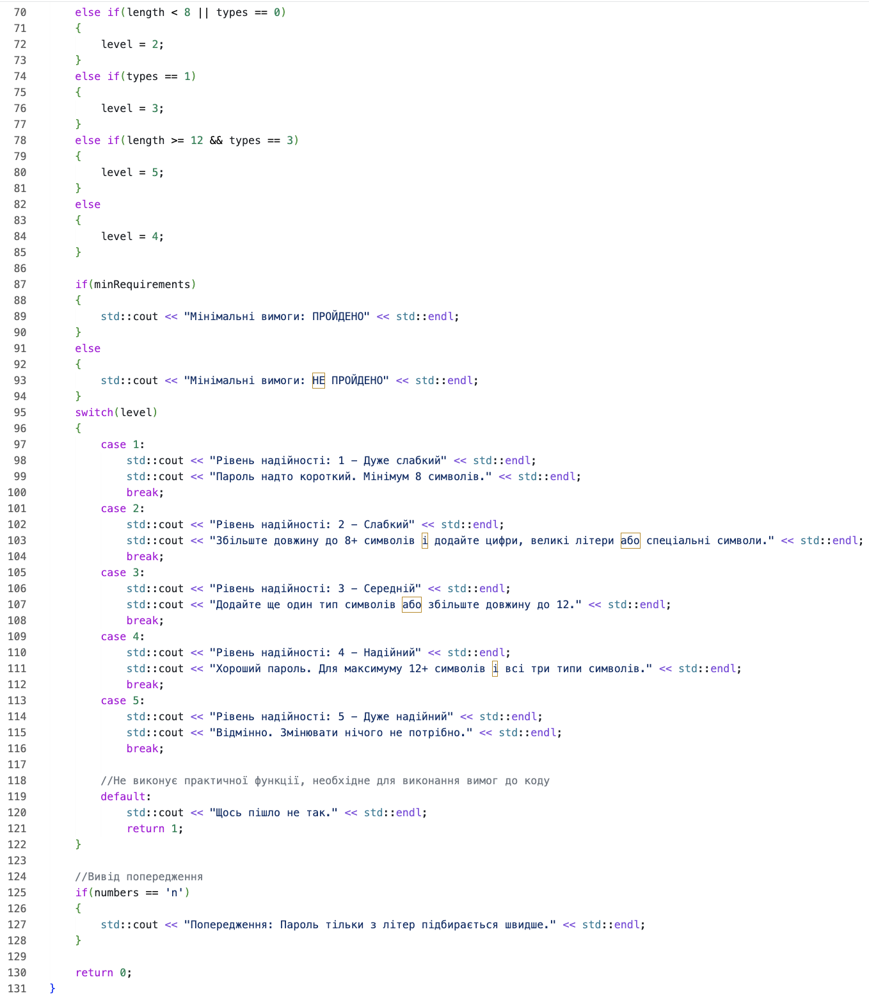 70 else if(length < 8 || types == 0)
71 {
72 level = 2;
73 }
74 else if(types == 1)
75 {
76 level = 3;
77 }
78 else if(length >= 12 && types == 3)
79 {
80 level = 5;
81 }
82 else
83 {
84 level = 4;
85 }
86
87 if(minRequirements)
88 {
89 std::cout << "Мінімальні вимоги: ПРОЙДЕНО" << std::endl;
90 }
91 else
92 {
93 std::cout << "Мінімальні вимоги: НЕ ПРОЙДЕНО" << std::endl;
94 }
95 switch(level)
96 {
97 case 1:
98 std::cout << "Рівень надійності: 1 – Дуже слабкий" << std::endl;
99 std::cout << "Пароль надто короткий. Мінімум 8 символів." << std::endl;
100 break;
101 case 2:
102 std::cout << "Рівень надійності: 2 – Слабкий" << std::endl;
103 std::cout << "Збільште довжину до 8+ символів і додайте цифри, великі літери або спеціальні символи." << std::endl;
104 break;
105 case 3:
106 std::cout << "Рівень надійності: 3 – Середній" << std::endl;
107 std::cout << "Додайте ще один тип символів або збільште довжину до 12." << std::endl;
108 break;
109 case 4:
110 std::cout << "Рівень надійності: 4 – Надійний" << std::endl;
111 std::cout << "Хороший пароль. Для максимуму 12+ символів і всі три типи символів." << std::endl;
112 break;
113 case 5:
114 std::cout << "Рівень надійності: 5 – Дуже надійний" << std::endl;
115 std::cout << "Відмінно. Змінювати нічого не потрібно." << std::endl;
116 break;
117
118 //Не виконує практичної функції, необхідне для виконання вимог до коду
119 default:
120 std::cout << "Щось пішло не так." << std::endl;
121 return 1;
122 }
123
124 //Вивід попередження
125 if(numbers == 'n')
126 {
127 std::cout << "Попередження: Пароль тільки з літер підбирається швидше." << std::endl;
128 }
129
130 return 0;
131 }